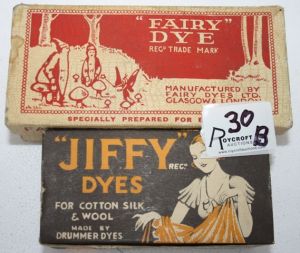 "FAIRY"
DYE
REGD TRADE MARK
MANUFACTURED BY
FAIRY DYES LTD.
GLASGOW & LONDON
SPECIALLY PREPARED FOR
30
B
ROYCROFT
AUCTIONS
"JIFFY"
REGD.
DYES
FOR COTTON SILK
& WOOL
MADE BY
DRUMMER DYES